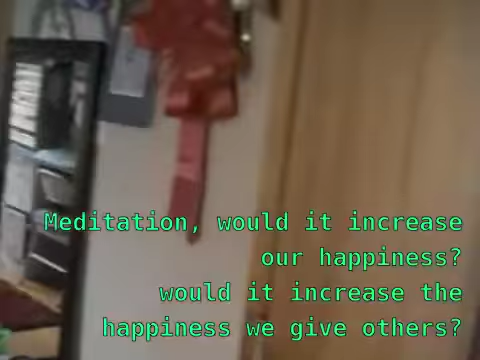 Meditation, would it increase
our happiness?
would it increase the
happiness we give others?